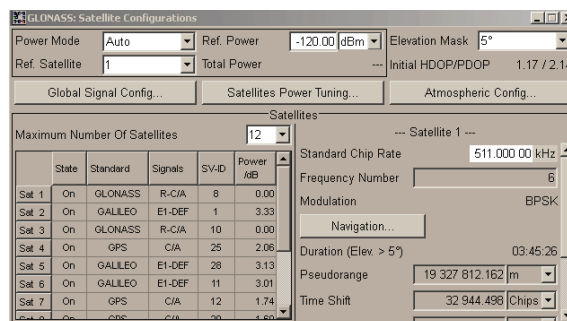 GLONASS: Satellite Configurations
Power Mode Auto Ref. Power -120.00 dBm Elevation Mask 5°
Ref. Satellite 1 Total Power --- Initial HDOP/PDOP 1.17 / 2.14
Global Signal Config... Satellites Power Tuning... Atmospheric Config...
Satellites
Maximum Number Of Satellites 12
State Standard Signals SV-ID Power /dB
Sat 1 On GLONASS R-C/A 8 0.00
Sat 2 On GALILEO E1-DEF 1 3.33
Sat 3 On GLONASS R-C/A 10 0.00
Sat 4 On GPS C/A 25 2.06
Sat 5 On GALILEO E1-DEF 28 3.13
Sat 6 On GALILEO E1-DEF 11 3.01
Sat 7 On GPS C/A 12 1.74
--- Satellite 1 ---
Standard Chip Rate 511.000 00 kHz
Frequency Number 6
Modulation BPSK
Navigation...
Duration (Elev. > 5°) 03:45:26
Pseudorange 19 327 812.162 m
Time Shift 32 944.498 Chips